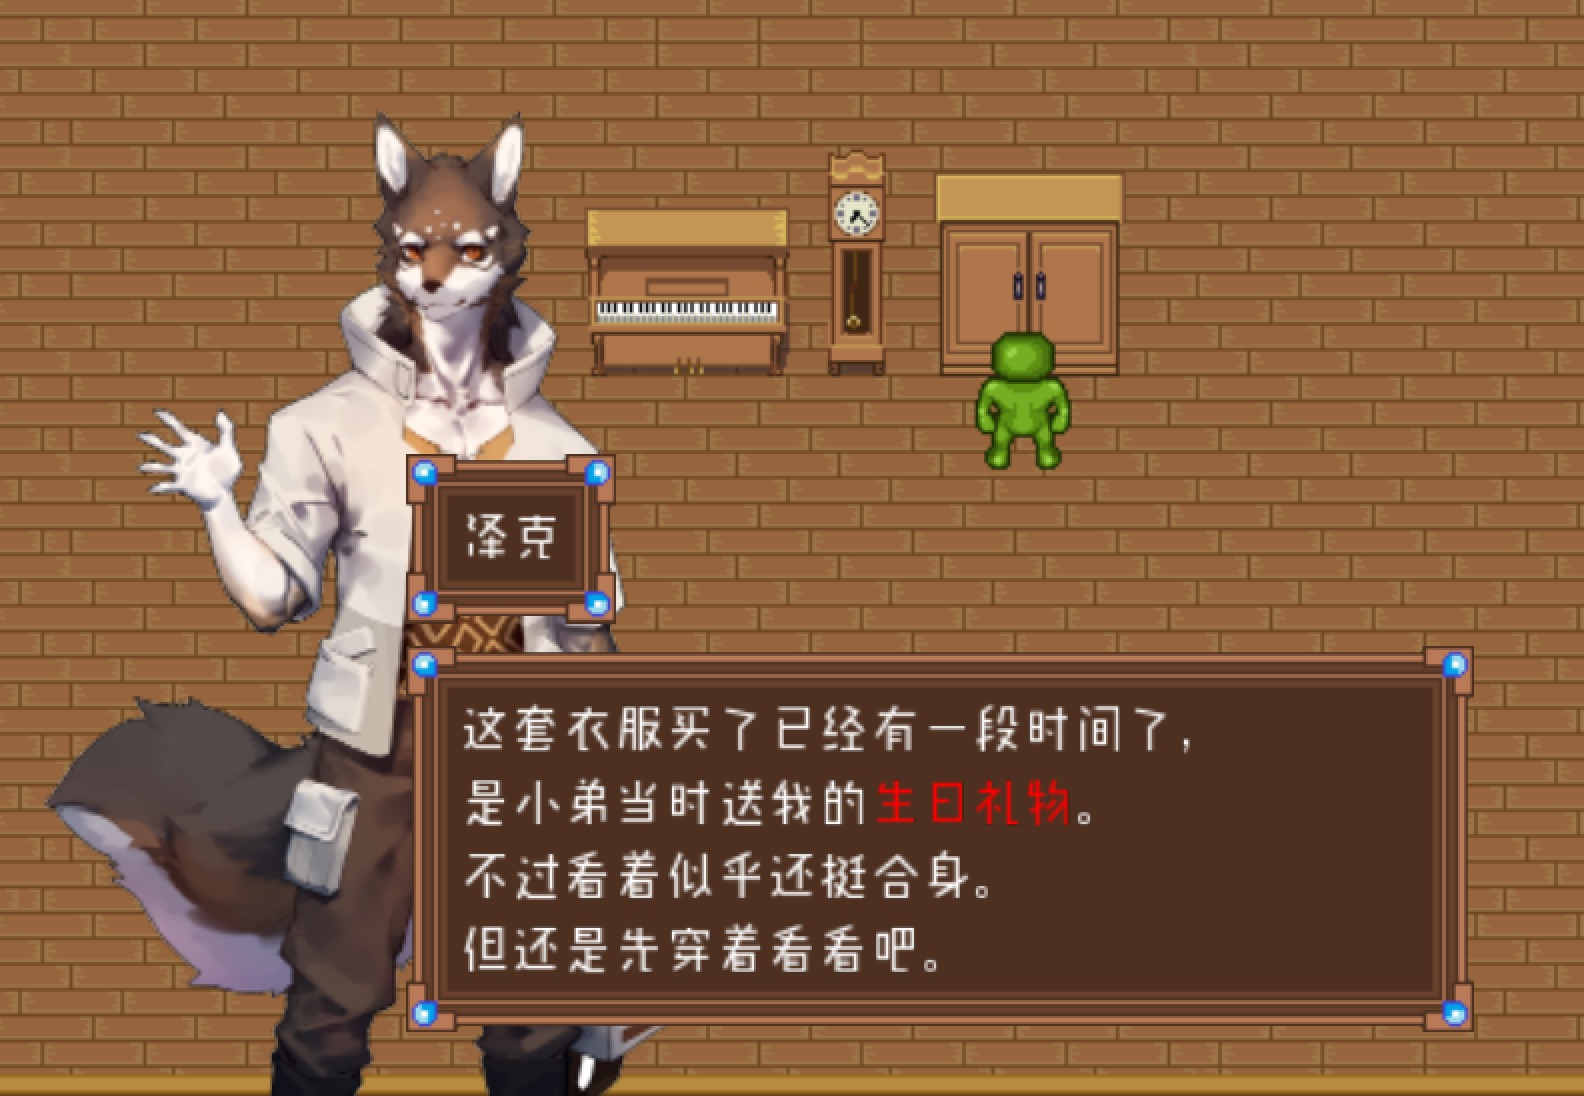 泽克
这套衣服买了已经有一段时间了，
是小弟当时送我的生日礼物。
不过看着似乎还挺合身。
但还是先穿着看看吧。